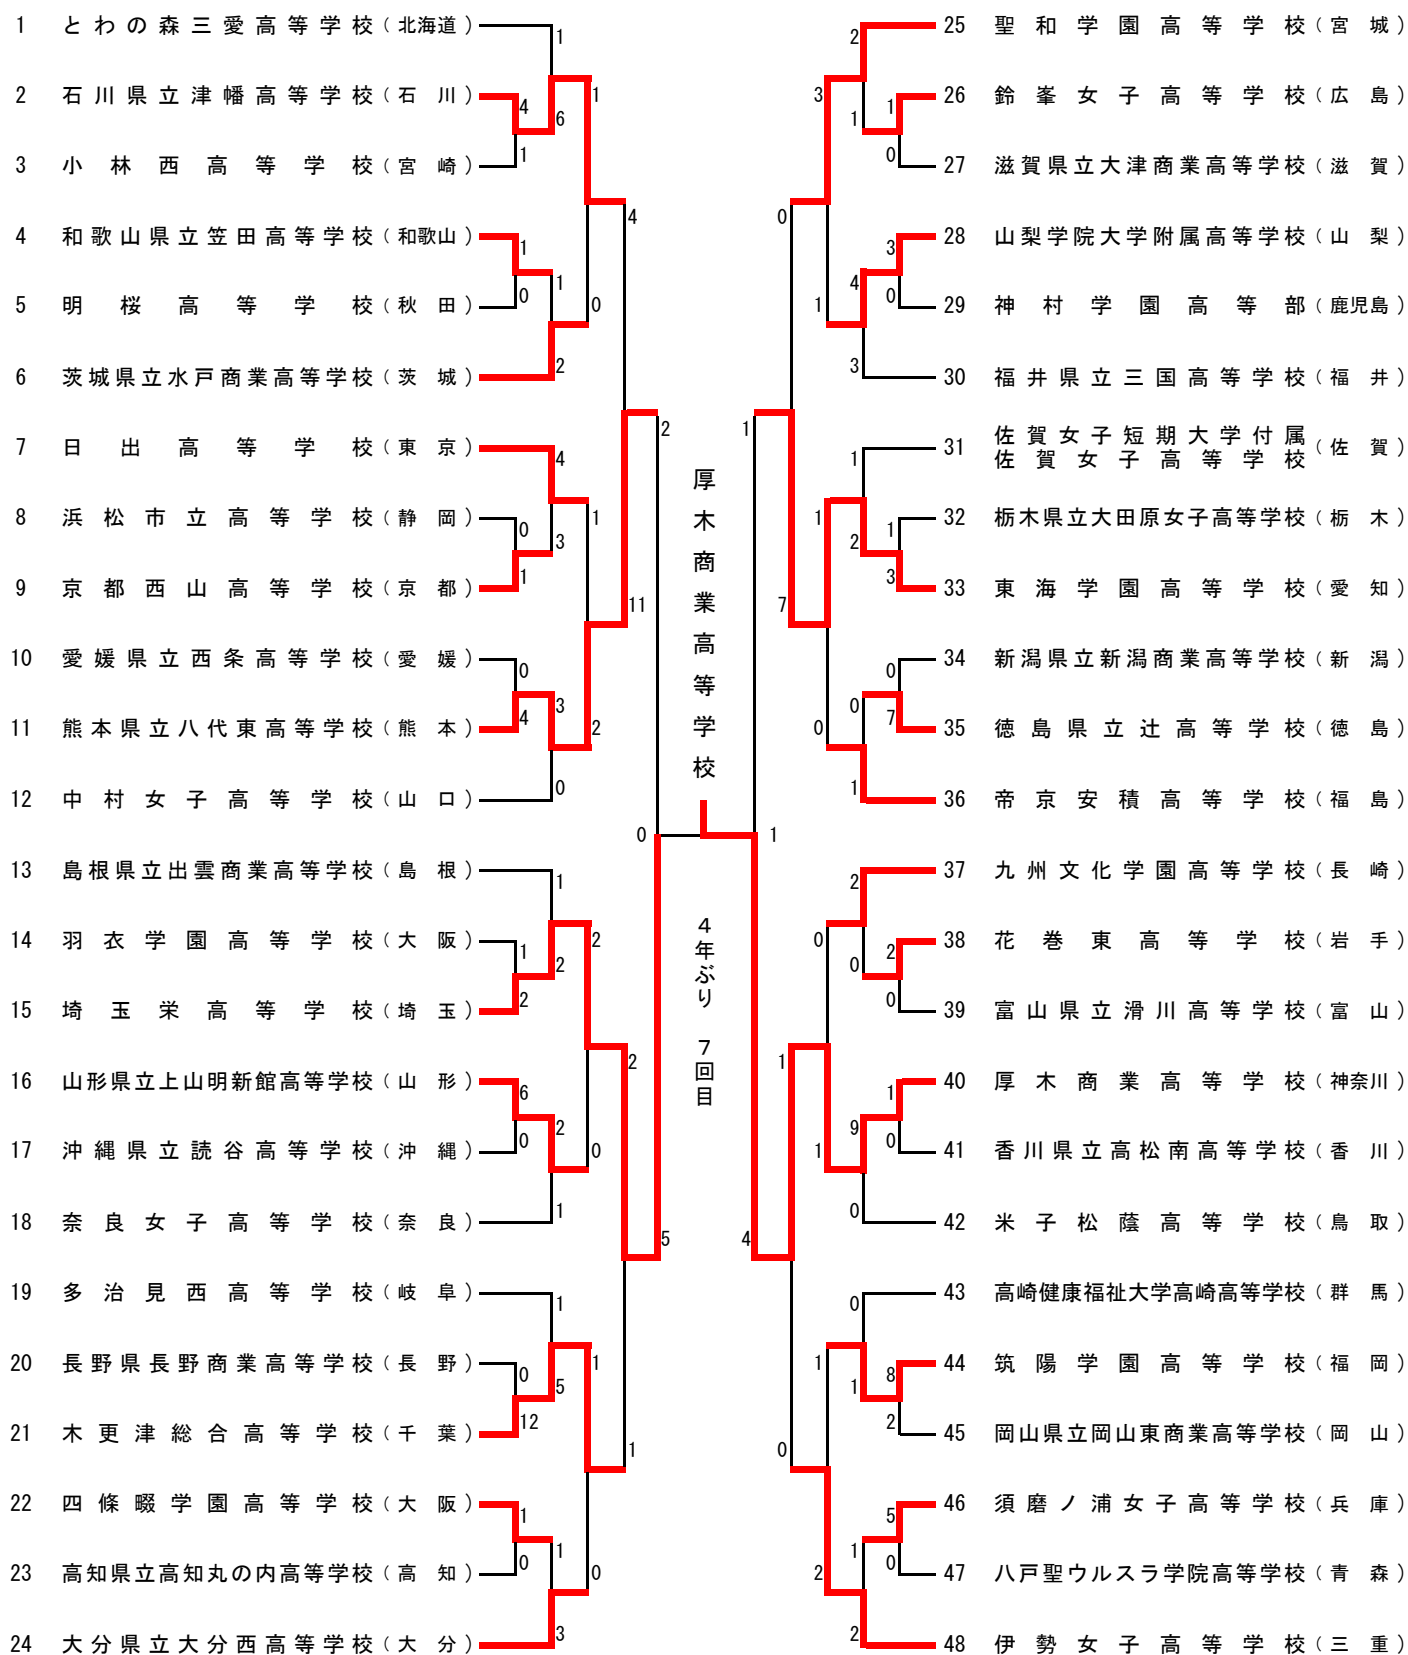 1 とわの森三愛高等学校(北海道)
2 石川県立津幡高等学校(石川)
3 小林西高等学校(宮崎)
4 和歌山県立笠田高等学校(和歌山)
5 明桜高等学校(秋田)
6 茨城県立水戸商業高等学校(茨城)
7 日出高等学校(東京)
8 浜松市立高等学校(静岡)
9 京都西山高等学校(京都)
10 愛媛県立西条高等学校(愛媛)
11 熊本県立八代東高等学校(熊本)
12 中村女子高等学校(山口)
13 島根県立出雲商業高等学校(島根)
14 羽衣学園高等学校(大阪)
15 埼玉栄高等学校(埼玉)
16 山形県立上山明新館高等学校(山形)
17 沖縄県立読谷高等学校(沖縄)
18 奈良女子高等学校(奈良)
19 多治見西高等学校(岐阜)
20 長野県長野商業高等学校(長野)
21 木更津総合高等学校(千葉)
22 四條畷学園高等学校(大阪)
23 高知県立高知丸の内高等学校(高知)
24 大分県立大分西高等学校(大分)
1
4
6
1
1
1
0
1
2
0
4
4
0
1
3
1
0
4
3
0
2
11
2
1
1
2
2
2
6
0
2
1
0
2
1
0
12
5
1
1
0
1
3
0
1
5
0
厚木商業高等学校
4年ぶり 7回目
1
2
1
0
1
3
3
0
4
3
1
0
1
1
3
2
1
0
7
0
1
0
7
1
2
2
0
0
0
1
0
9
0
1
1
0
8
2
1
1
5
0
1
2
2
0
4
1
25 聖和学園高等学校(宮城)
26 鈴峯女子高等学校(広島)
27 滋賀県立大津商業高等学校(滋賀)
28 山梨学院大学附属高等学校(山梨)
29 神村学園高等部(鹿児島)
30 福井県立三国高等学校(福井)
31 佐賀女子短期大学付属
佐賀女子高等学校(佐賀)
32 栃木県立大田原女子高等学校(栃木)
33 東海学園高等学校(愛知)
34 新潟県立新潟商業高等学校(新潟)
35 徳島県立辻高等学校(徳島)
36 帝京安積高等学校(福島)
37 九州文化学園高等学校(長崎)
38 花巻東高等学校(岩手)
39 富山県立滑川高等学校(富山)
40 厚木商業高等学校(神奈川)
41 香川県立高松南高等学校(香川)
42 米子松蔭高等学校(鳥取)
43 高崎健康福祉大学高崎高等学校(群馬)
44 筑陽学園高等学校(福岡)
45 岡山県立岡山東商業高等学校(岡山)
46 須磨ノ浦女子高等学校(兵庫)
47 八戸聖ウルスラ学院高等学校(青森)
48 伊勢女子高等学校(三重)